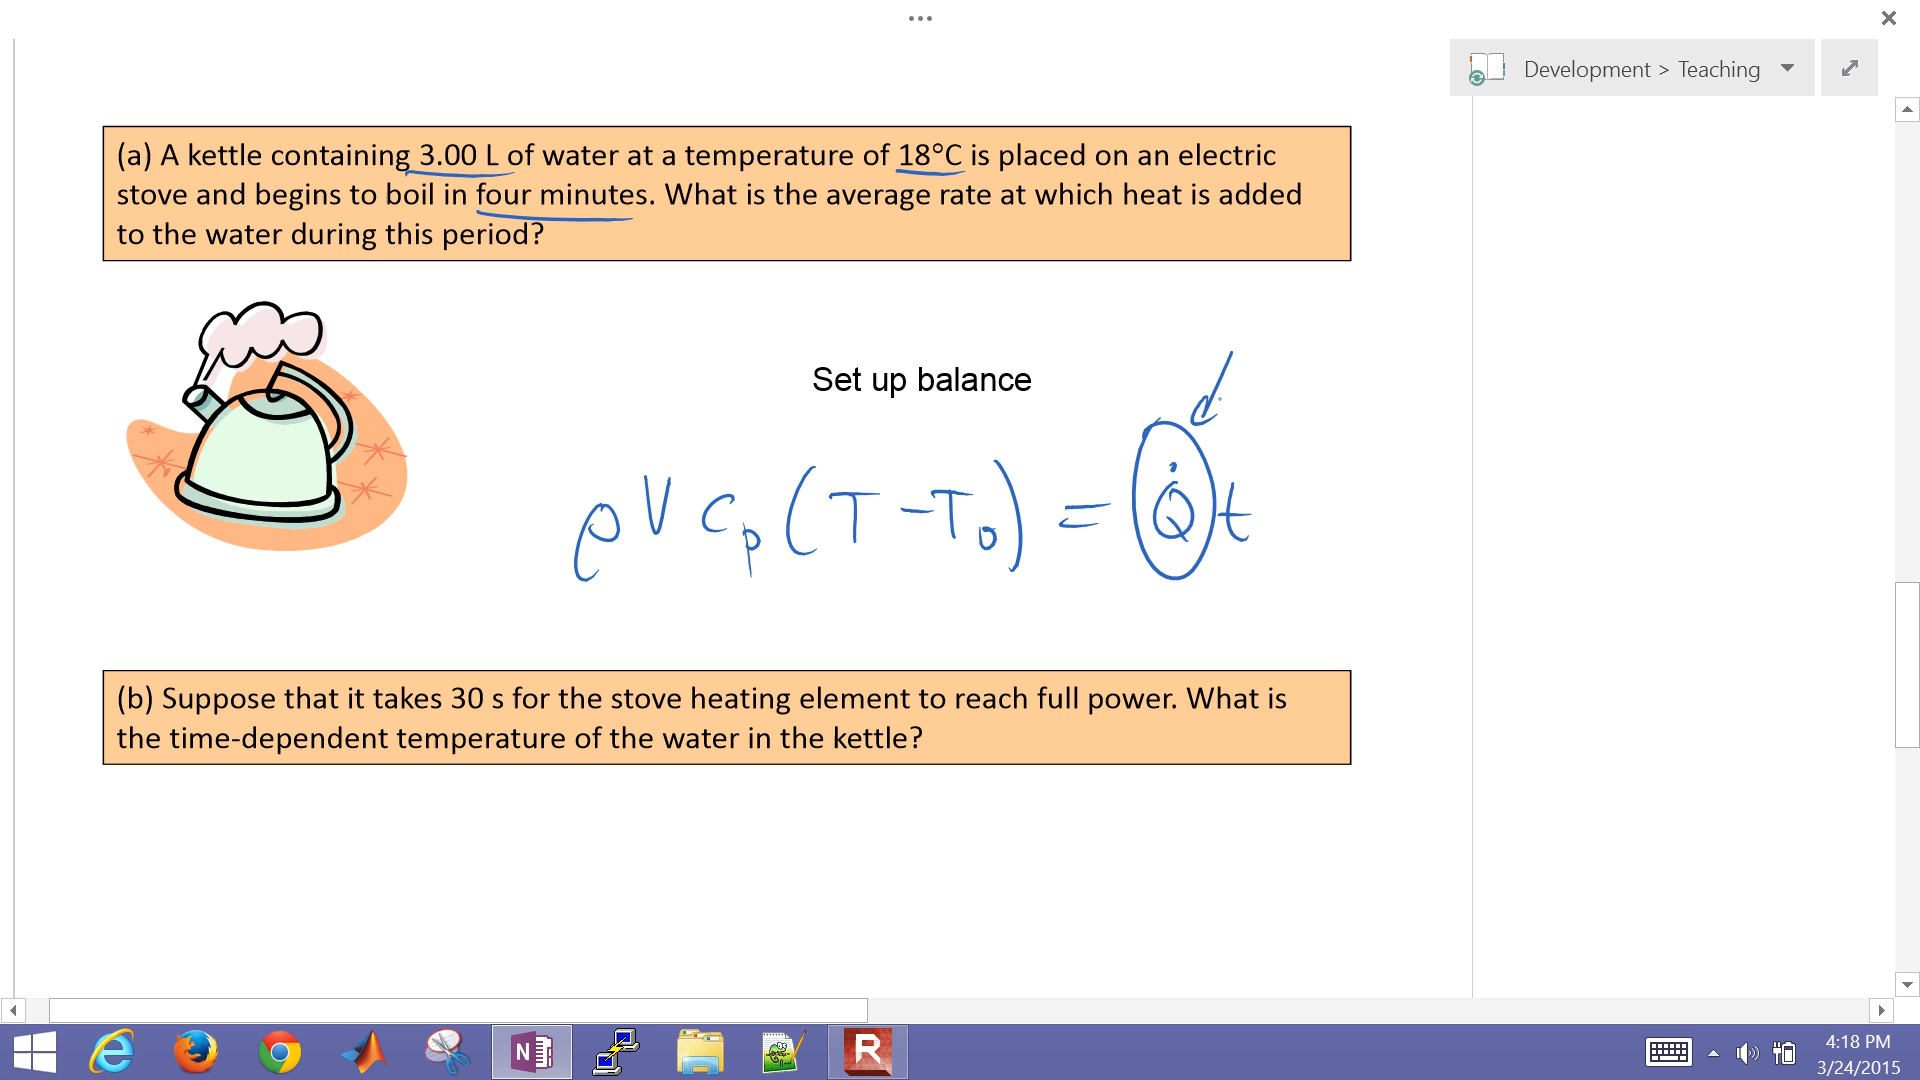 Development > Teaching
(a) A kettle containing 3.00 L of water at a temperature of 18°C is placed on an electric
stove and begins to boil in four minutes. What is the average rate at which heat is added
to the water during this period?
Set up balance
ρ V c_p (T - T_0) = Q̇ t
(b) Suppose that it takes 30 s for the stove heating element to reach full power. What is
the time-dependent temperature of the water in the kettle?
N
R
4:18 PM
3/24/2015